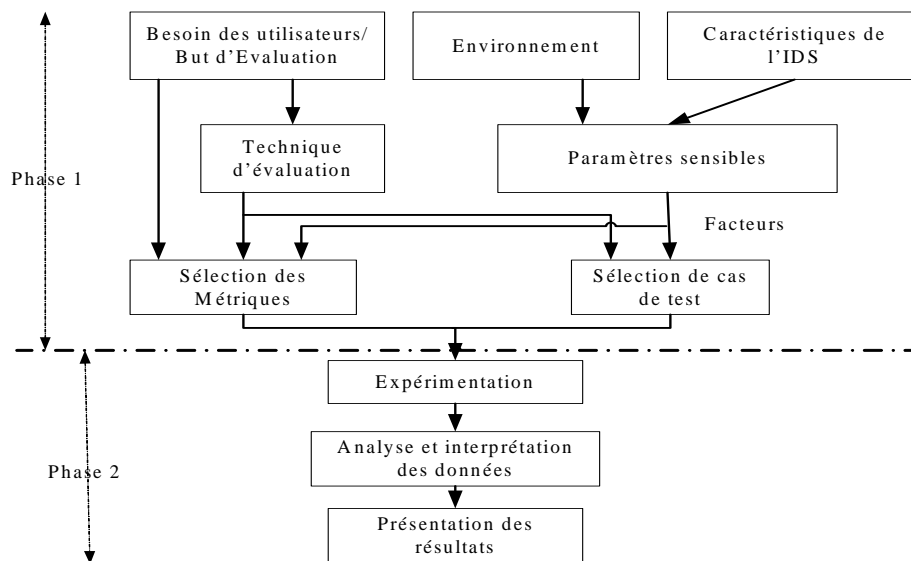 Besoin des utilisateurs/
But d'Evaluation
Environnement
Caractéristiques de
l'IDS
Technique
d'évaluation
Paramètres sensibles
Phase 1
Facteurs
Sélection des
Métriques
Sélection de cas
de test
Expérimentation
Analyse et interprétation
des données
Phase 2
Présentation des
résultats